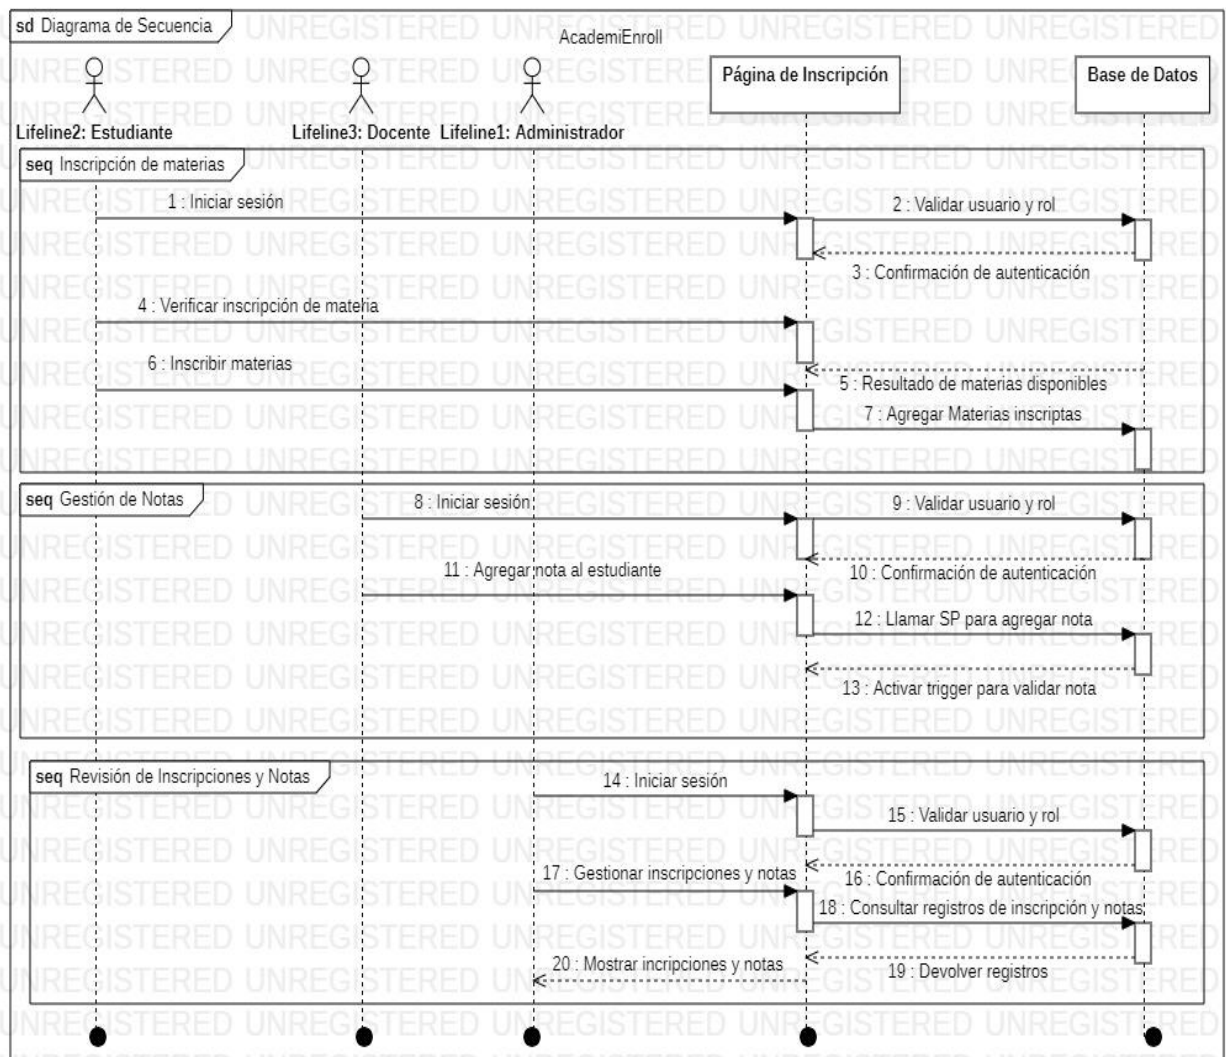 sd Diagrama de Secuencia
AcademiEnroll
Página de Inscripción
Base de Datos
Lifeline2: Estudiante
Lifeline3: Docente
Lifeline1: Administrador
seq Inscripción de materias
1 : Iniciar sesión
2 : Validar usuario y rol
3 : Confirmación de autenticación
4 : Verificar inscripción de materia
6 : Inscribir materias
5 : Resultado de materias disponibles
7 : Agregar Materias inscriptas
seq Gestión de Notas
8 : Iniciar sesión
9 : Validar usuario y rol
10 : Confirmación de autenticación
11 : Agregar nota al estudiante
12 : Llamar SP para agregar nota
13 : Activar trigger para validar nota
seq Revisión de Inscripciones y Notas
14 : Iniciar sesión
15 : Validar usuario y rol
16 : Confirmación de autenticación
17 : Gestionar inscripciones y notas
18 : Consultar registros de inscripción y notas
19 : Devolver registros
20 : Mostrar incripciones y notas
UNREGISTERED